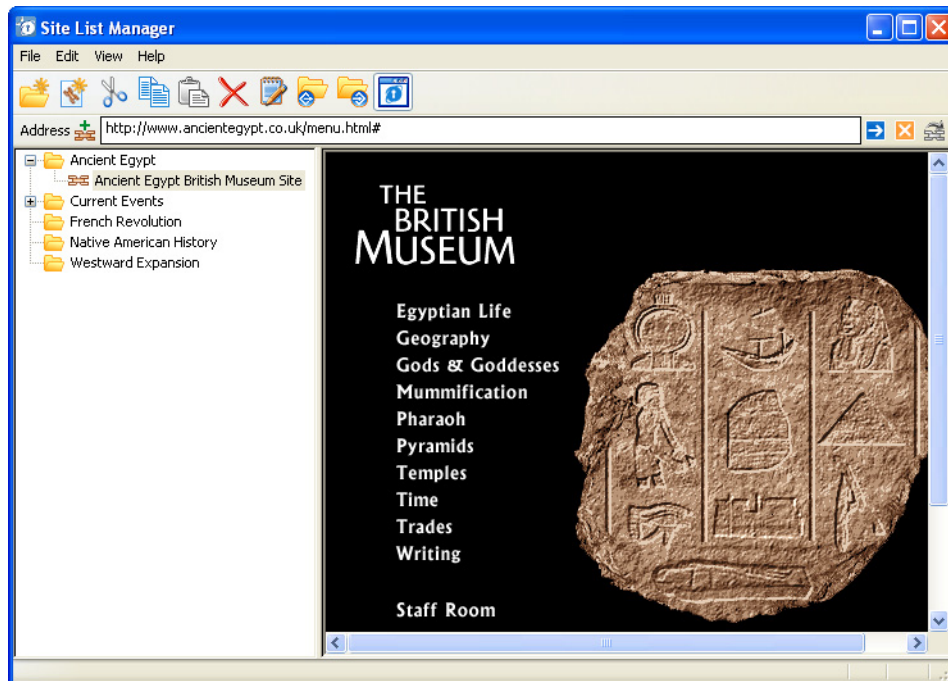 Site List Manager
File Edit View Help
Address http://www.ancientegypt.co.uk/menu.html#
Ancient Egypt
Ancient Egypt British Museum Site
Current Events
French Revolution
Native American History
Westward Expansion
THE
BRITISH
MUSEUM
Egyptian Life
Geography
Gods & Goddesses
Mummification
Pharaoh
Pyramids
Temples
Time
Trades
Writing
Staff Room